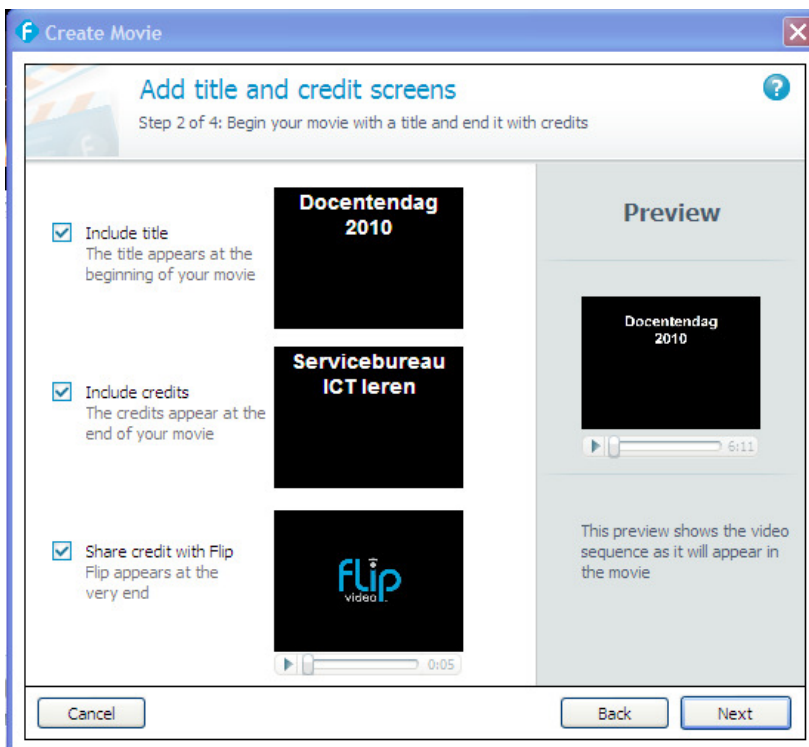 Create Movie
Add title and credit screens
?
Step 2 of 4: Begin your movie with a title and end it with credits
Include title
The title appears at the
beginning of your movie
Docentendag
2010
Include credits
The credits appear at the
end of your movie
Servicebureau
ICT leren
Share credit with Flip
Flip appears at the
very end
flip
video
0:05
Preview
Docentendag
2010
6:11
This preview shows the video
sequence as it will appear in
the movie
Cancel
Back
Next